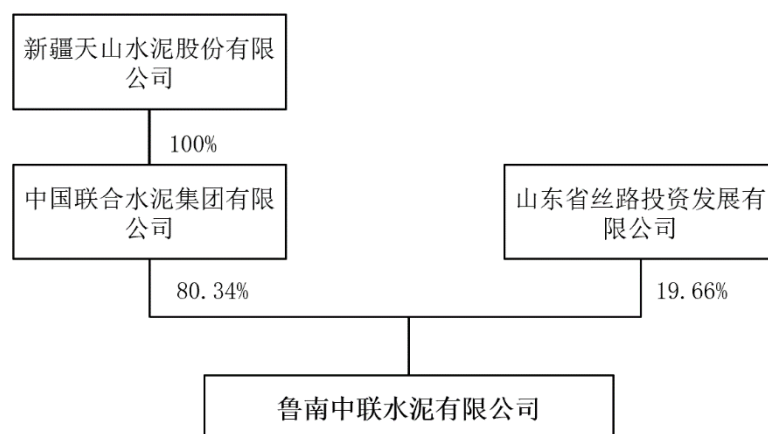 新疆天山水泥股份有限
公司
100%
中国联合水泥集团有限
公司
山东省丝路投资发展有
限公司
80.34%
19.66%
鲁南中联水泥有限公司